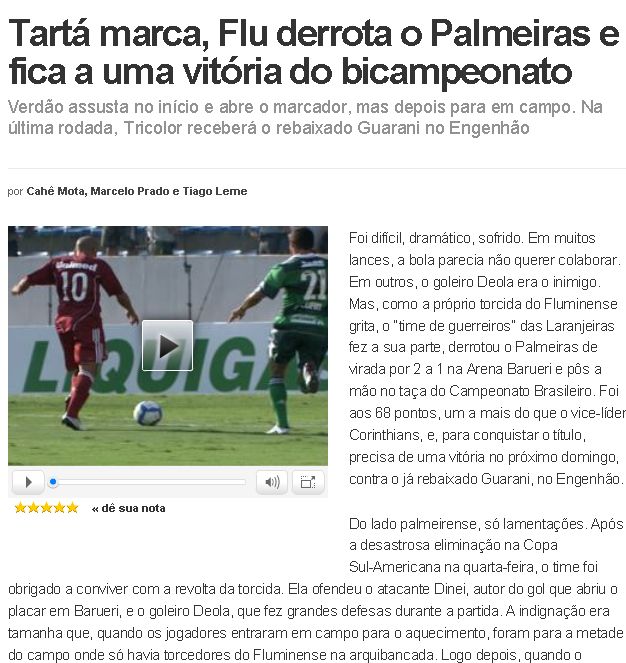 Tartá marca, Flu derrota o Palmeiras e
fica a uma vitória do bicampeonato
Verdão assusta no início e abre o marcador, mas depois para em campo. Na
última rodada, Tricolor receberá o rebaixado Guarani no Engenhão
por Cahê Mota, Marcelo Prado e Tiago Leme
Unimed
10
21
LIQUIGA
« dê sua nota
Foi difícil, dramático, sofrido. Em muitos
lances, a bola parecia não querer colaborar.
Em outros, o goleiro Deola era o inimigo.
Mas, como a próprio torcida do Fluminense
grita, o “time de guerreiros” das Laranjeiras
fez a sua parte, derrotou o Palmeiras de
virada por 2 a 1 na Arena Barueri e pôs a
mão no taça do Campeonato Brasileiro. Foi
aos 68 pontos, um a mais do que o vice-líder
Corinthians, e, para conquistar o título,
precisa de uma vitória no próximo domingo,
contra o já rebaixado Guarani, no Engenhão.
Do lado palmeirense, só lamentações. Após
a desastrosa eliminação na Copa
Sul-Americana na quarta-feira, o time foi
obrigado a conviver com a revolta da torcida. Ela ofendeu o atacante Dinei, autor do gol que abriu o
placar em Barueri, e o goleiro Deola, que fez grandes defesas durante a partida. A indignação era
tamanha que, quando os jogadores entraram em campo para o aquecimento, foram para a metade
do campo onde só havia torcedores do Fluminense na arquibancada. Logo depois, quando o